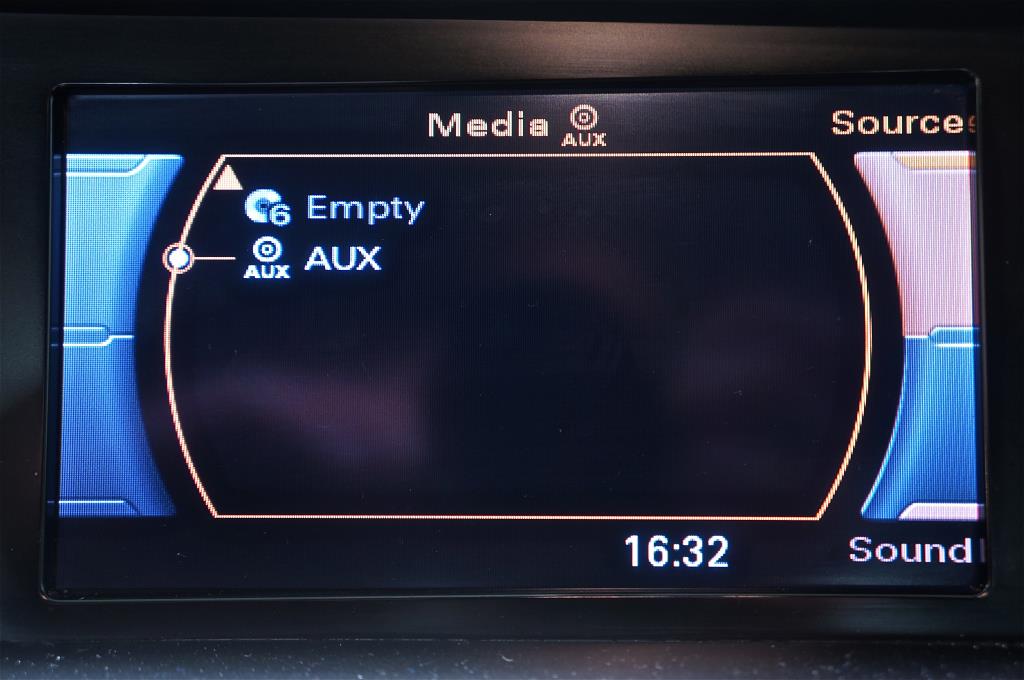 Media AUX Sources
6 Empty
AUX AUX
16:32 Sound